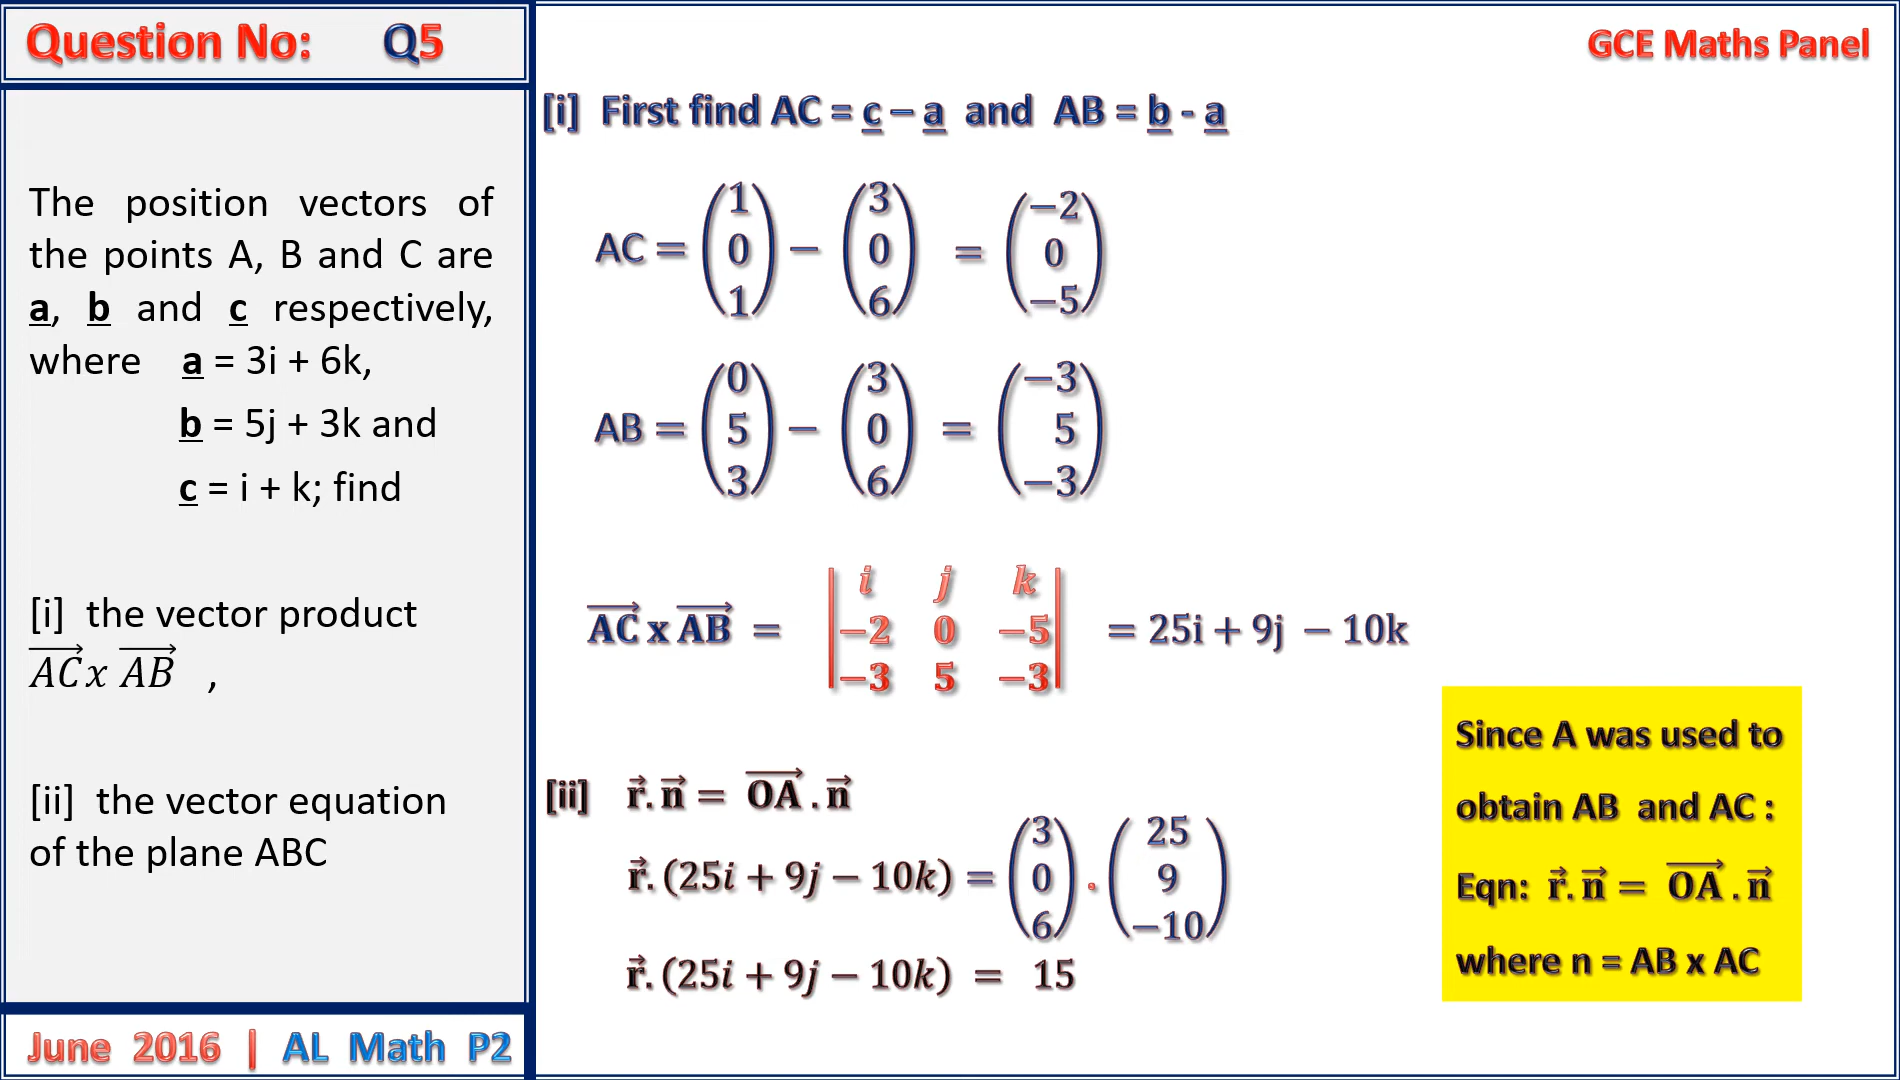 Question No: Q5
The position vectors of
the points A, B and C are
a, b and c respectively,
where a = 3i + 6k,
b = 5j + 3k and
c = i + k; find
[i] the vector product
AC x AB ,
[ii] the vector equation
of the plane ABC
June 2016 | AL Math P2
GCE Maths Panel
[i] First find AC = c – a and AB = b - a
AC = (1 0 1) − (3 0 6) = (−2 0 −5)
AB = (0 5 3) − (3 0 6) = (−3 5 −3)
AC x AB = | i j k
−2 0 −5
−3 5 −3 | = 25i + 9j − 10k
[ii] r. n = OA . n
r. (25i + 9j − 10k) = (3 0 6) . (25 9 −10)
r. (25i + 9j − 10k) = 15
Since A was used to
obtain AB and AC :
Eqn: r. n = OA . n
where n = AB x AC